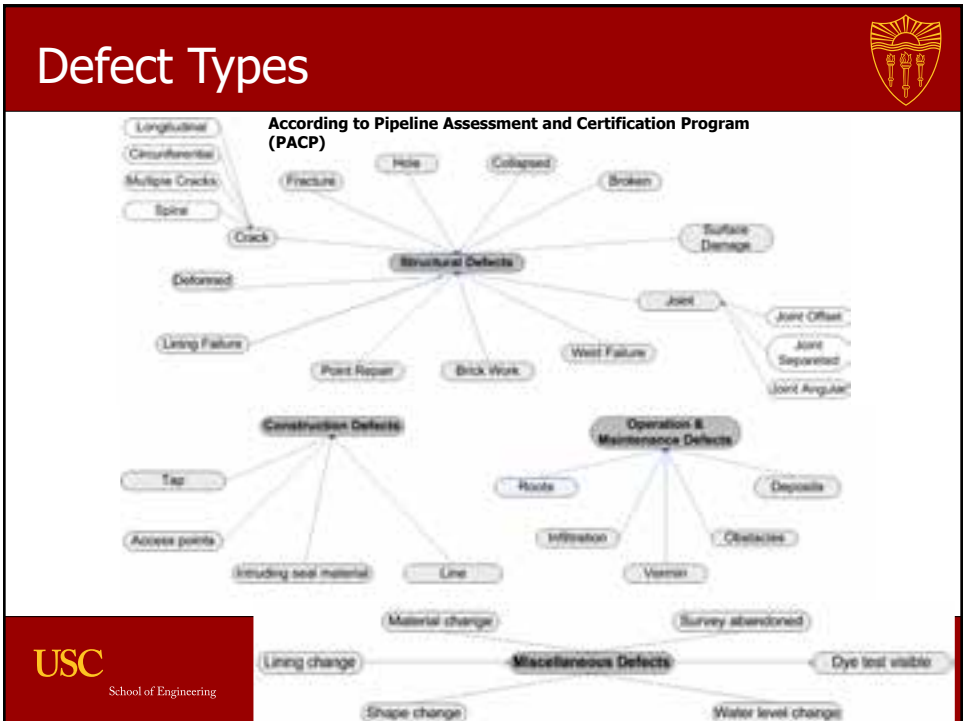 Defect Types
According to Pipeline Assessment and Certification Program
(PACP)
Longitudinal
Circumferential
Multiple Cracks
Spiral
Crack
Fracture
Hole
Collapsed
Broken
Surface
Damage
Structural Defects
Deformed
Joint
Joint Offset
Joint
Separated
Joint Angular
Lining Failure
Point Repair
Brick Work
Weld Failure
Construction Defects
Tap
Access points
Intruding seal material
Line
Operation &
Maintenance Defects
Roots
Deposits
Infiltration
Obstacles
Vermin
Material change
Survey abandoned
Lining change
Miscellaneous Defects
Dye test visible
Shape change
Water level change
USC
School of Engineering